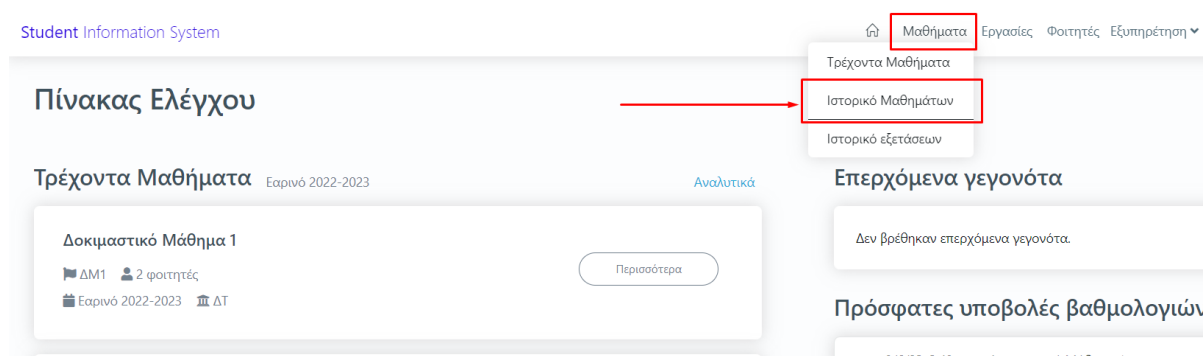 Student Information System
Μαθήματα Εργασίες Φοιτητές Εξυπηρέτηση
Τρέχοντα Μαθήματα
Ιστορικό Μαθημάτων
Ιστορικό εξετάσεων
Πίνακας Ελέγχου
Τρέχοντα Μαθήματα Εαρινό 2022-2023 Αναλυτικά
Δοκιμαστικό Μάθημα 1
ΔΜ1 2 φοιτητές
Εαρινό 2022-2023 ΔΤ
Περισσότερα
Επερχόμενα γεγονότα
Δεν βρέθηκαν επερχόμενα γεγονότα.
Πρόσφατες υποβολές βαθμολογιών